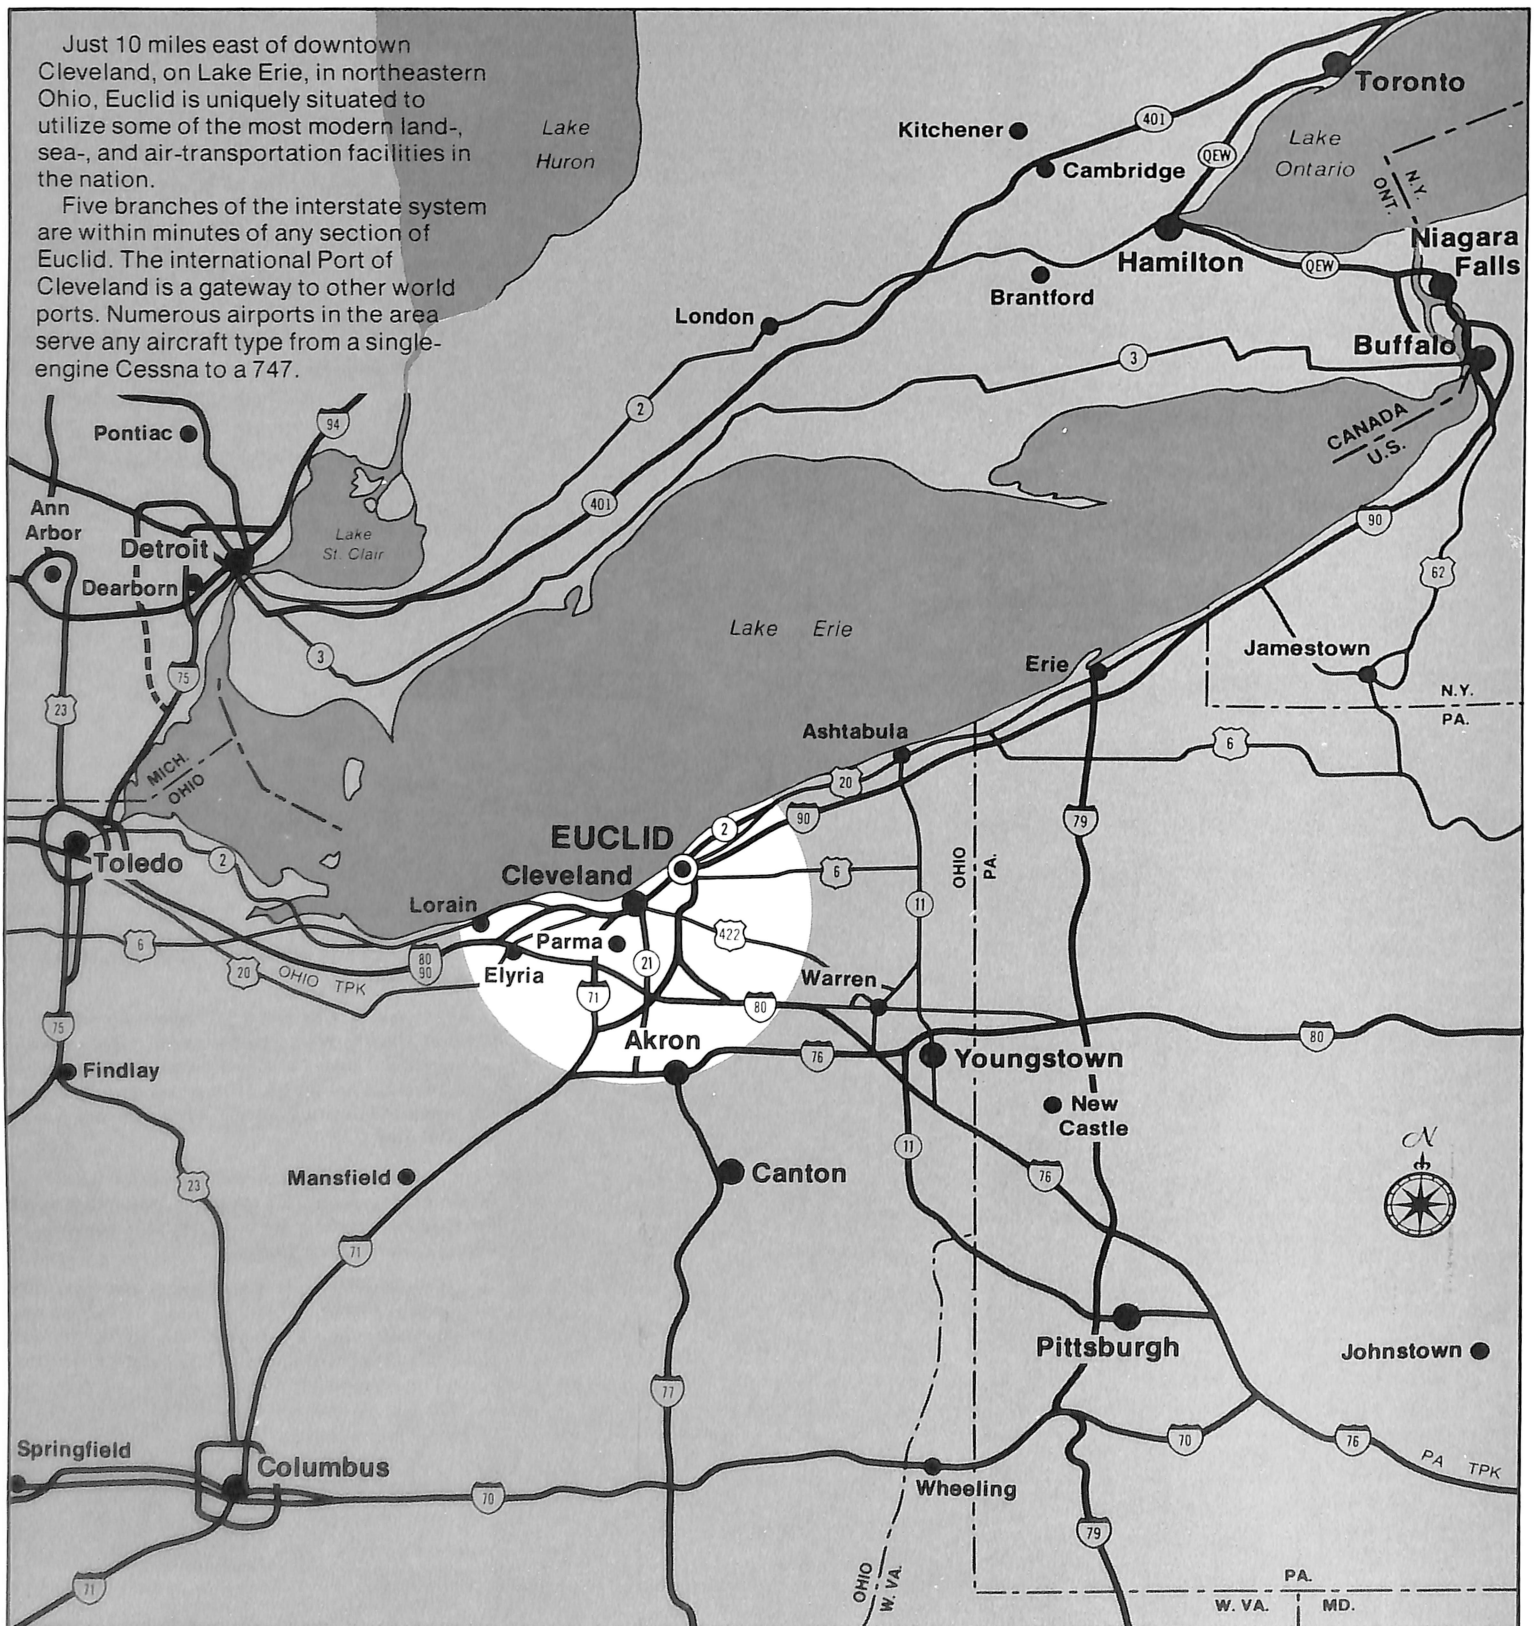 Just 10 miles east of downtown
Cleveland, on Lake Erie, in northeastern
Ohio, Euclid is uniquely situated to
utilize some of the most modern land-,
sea-, and air-transportation facilities in
the nation.
Five branches of the interstate system
are within minutes of any section of
Euclid. The international Port of
Cleveland is a gateway to other world
ports. Numerous airports in the area
serve any aircraft type from a single-
engine Cessna to a 747.
Lake
Huron
Toronto
Kitchener
401
Cambridge
QEW
Lake
Ontario
N.Y.
ONT.
Niagara
Falls
Hamilton
QEW
Brantford
London
Buffalo
3
2
CANADA
U.S.
94
Pontiac
401
Ann
Arbor
Detroit
Lake
St. Clair
Dearborn
90
62
Lake Erie
3
75
23
Erie
Jamestown
N.Y.
PA.
Ashtabula
6
MICH.
OHIO
20
90
79
2
EUCLID
Cleveland
Toledo
2
6
OHIO
PA.
11
Lorain
Parma
422
21
6
20
OHIO TPK
80
90
Elyria
71
Warren
80
75
Akron
76
Youngstown
80
Findlay
New
Castle
11
N
76
Mansfield
Canton
23
71
Pittsburgh
Johnstown
77
Springfield
Columbus
70
76
PA TPK
70
Wheeling
79
71
OHIO
W. VA.
PA.
W. VA.
MD.